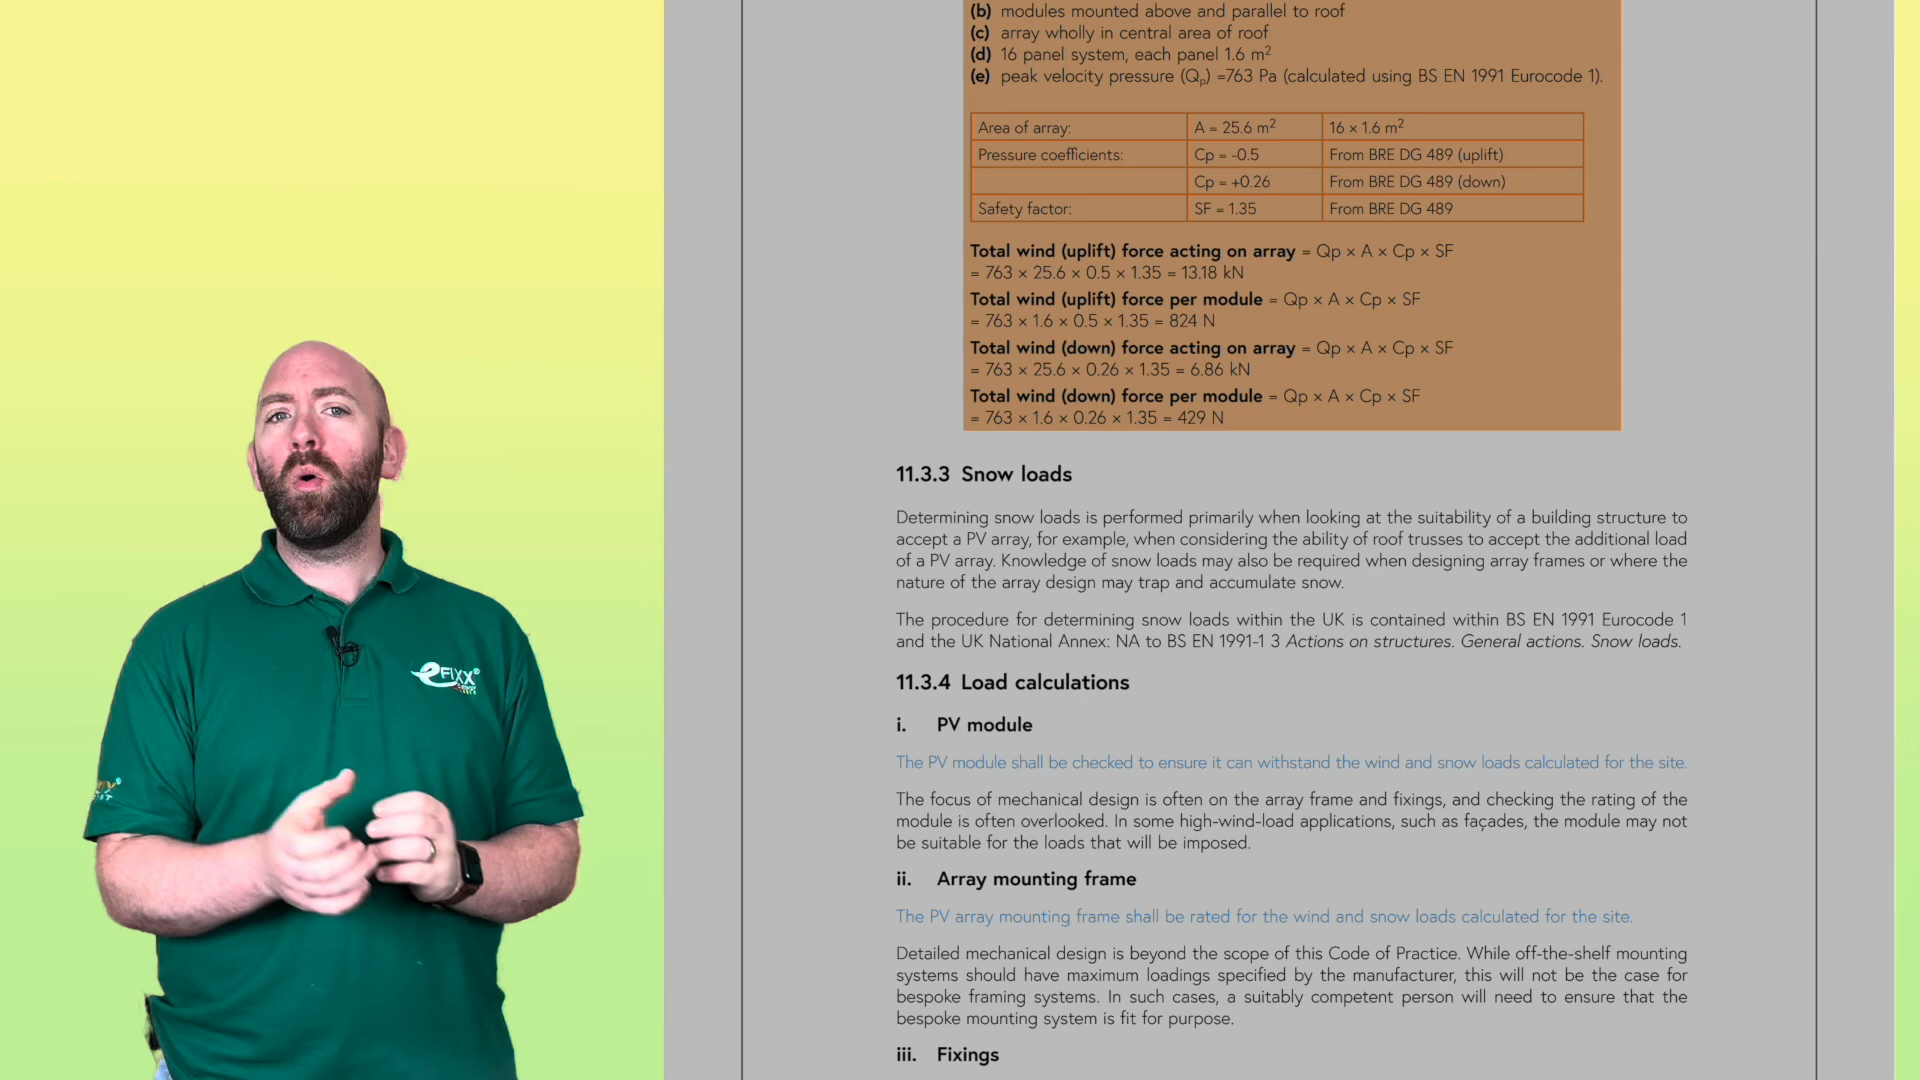 (b) modules mounted above and parallel to roof
(c) array wholly in central area of roof
(d) 16 panel system, each panel 1.6 m²
(e) peak velocity pressure (Qp) =763 Pa (calculated using BS EN 1991 Eurocode 1).
Area of array: A = 25.6 m² 16 × 1.6 m²
Pressure coefficients: Cp = -0.5 From BRE DG 489 (uplift)
Cp = +0.26 From BRE DG 489 (down)
Safety factor: SF = 1.35 From BRE DG 489
Total wind (uplift) force acting on array = Qp × A × Cp × SF
= 763 × 25.6 × 0.5 × 1.35 = 13.18 kN
Total wind (uplift) force per module = Qp × A × Cp × SF
= 763 × 1.6 × 0.5 × 1.35 = 824 N
Total wind (down) force acting on array = Qp × A × Cp × SF
= 763 × 25.6 × 0.26 × 1.35 = 6.86 kN
Total wind (down) force per module = Qp × A × Cp × SF
= 763 × 1.6 × 0.26 × 1.35 = 429 N
11.3.3 Snow loads
Determining snow loads is performed primarily when looking at the suitability of a building structure to
accept a PV array, for example, when considering the ability of roof trusses to accept the additional load
of a PV array. Knowledge of snow loads may also be required when designing array frames or where the
nature of the array design may trap and accumulate snow.
The procedure for determining snow loads within the UK is contained within BS EN 1991 Eurocode 1
and the UK National Annex: NA to BS EN 1991-1 3 Actions on structures. General actions. Snow loads.
11.3.4 Load calculations
i. PV module
The PV module shall be checked to ensure it can withstand the wind and snow loads calculated for the site.
The focus of mechanical design is often on the array frame and fixings, and checking the rating of the
module is often overlooked. In some high-wind-load applications, such as façades, the module may not
be suitable for the loads that will be imposed.
ii. Array mounting frame
The PV array mounting frame shall be rated for the wind and snow loads calculated for the site.
Detailed mechanical design is beyond the scope of this Code of Practice. While off-the-shelf mounting
systems should have maximum loadings specified by the manufacturer, this will not be the case for
bespoke framing systems. In such cases, a suitably competent person will need to ensure that the
bespoke mounting system is fit for purpose.
iii. Fixings
eFIXX®